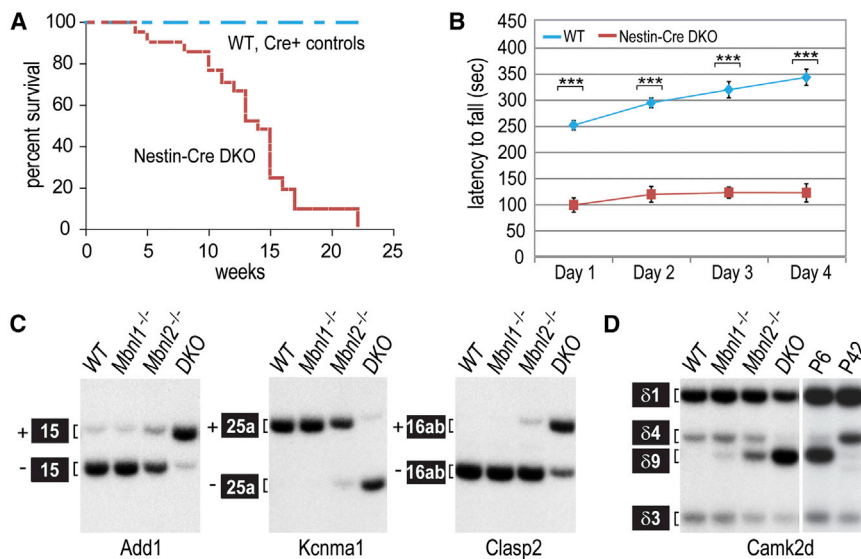 A
100
80
60
40
20
0
percent survival
WT, Cre+ controls
Nestin-Cre DKO
0 5 10 15 20 25
weeks
B
500
450
400
350
300
250
200
150
100
50
0
latency to fall (sec)
WT Nestin-Cre DKO
*** *** *** ***
Day 1 Day 2 Day 3 Day 4
C
WT Mbnl1-/- Mbnl2-/- DKO
+ 15
- 15
Add1
WT Mbnl1-/- Mbnl2-/- DKO
+ 25a
- 25a
Kcnma1
WT Mbnl1-/- Mbnl2-/- DKO
+ 16ab
- 16ab
Clasp2
D
WT Mbnl1-/- Mbnl2-/- DKO P6 P42
δ1
δ4
δ9
δ3
Camk2d